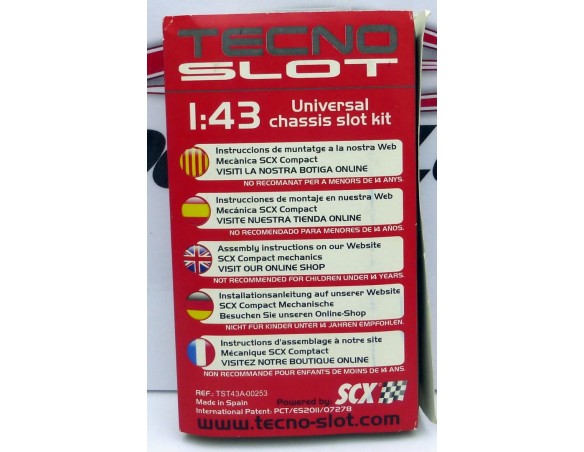 TECNO
SLOT
1:43 Universal
chassis slot kit
Instruccions de muntatge a la nostra Web
Mecànica SCX Compact
VISITI LA NOSTRA BOTIGA ONLINE
NO RECOMANAT PER A MENORS DE 14 ANYS.
Instrucciones de montaje en nuestra Web
Mecánica SCX Compact
VISITE NUESTRA TIENDA ONLINE
NO RECOMENDADO PARA MENORES DE 14 AÑOS.
Assembly instructions on our Website
SCX Compact mechanics
VISIT OUR ONLINE SHOP
NOT RECOMMENDED FOR CHILDREN UNDER 14 YEARS.
Installationsanleitung auf unserer Website
SCX Compact Mechanische
Besuchen Sie unseren Online-Shop
NICHT FÜR KINDER UNTER 14 JAHREN EMPFOHLEN.
Instructions d'assemblage à notre site
Mécanique SCX Comptact
VISITEZ NOTRE BOUTIQUE ONLINE
NON RECOMMANDE POUR ENFANTS DE MOINS DE 14 ANS.
REF.: TST43A-00253
Made in Spain
International Patent: PCT/ES2011/07278
Powered by: SCX
www.tecno-slot.com